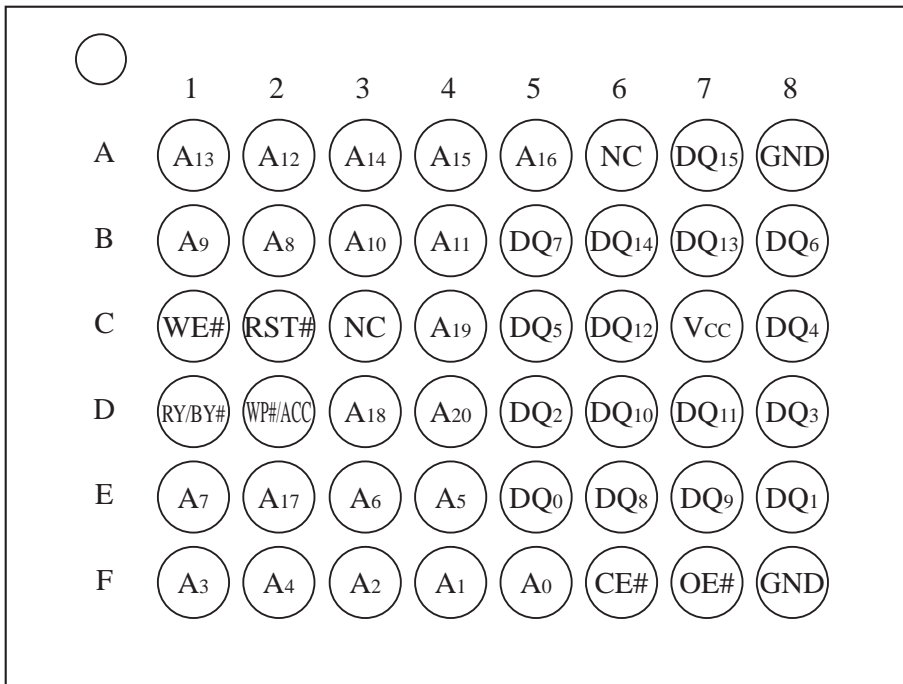 1 2 3 4 5 6 7 8
A A13 A12 A14 A15 A16 NC DQ15 GND
B A9 A8 A10 A11 DQ7 DQ14 DQ13 DQ6
C WE# RST# NC A19 DQ5 DQ12 VCC DQ4
D RY/BY# WP#/ACC A18 A20 DQ2 DQ10 DQ11 DQ3
E A7 A17 A6 A5 DQ0 DQ8 DQ9 DQ1
F A3 A4 A2 A1 A0 CE# OE# GND